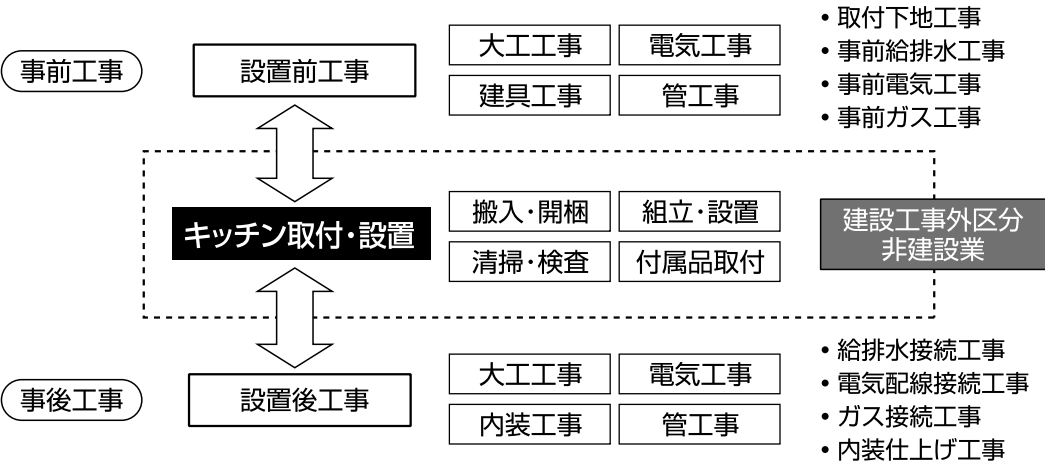 事前工事
設置前工事
大工工事
電気工事
建具工事
管工事
• 取付下地工事
• 事前給排水工事
• 事前電気工事
• 事前ガス工事
キッチン取付・設置
搬入・開梱
組立・設置
清掃・検査
付属品取付
建設工事外区分
非建設業
事後工事
設置後工事
大工工事
電気工事
内装工事
管工事
• 給排水接続工事
• 電気配線接続工事
• ガス接続工事
• 内装仕上げ工事